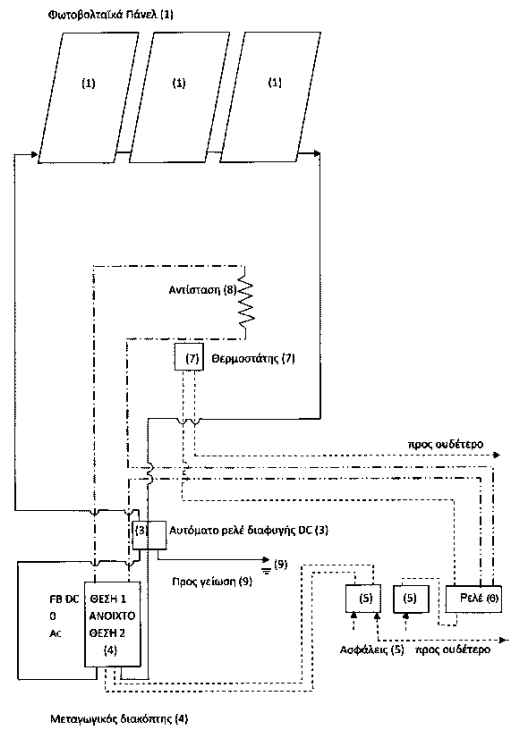 Φωτοβολταϊκά Πάνελ (1)
(1) (1) (1)
Αντίσταση (8)
(7) Θερμοστάτης (7)
προς ουδέτερο
(3) Αυτόματο ρελέ διαφυγής DC (3)
Προς γείωση (9) (9)
FB DC ΘΕΣΗ 1
0 ΑΝΟΙΧΤΟ
Ac ΘΕΣΗ 2
(4)
(5) (5) Ρελέ (6)
Ασφάλεις (5) προς ουδέτερο
Μεταγωγικός διακόπτης (4)